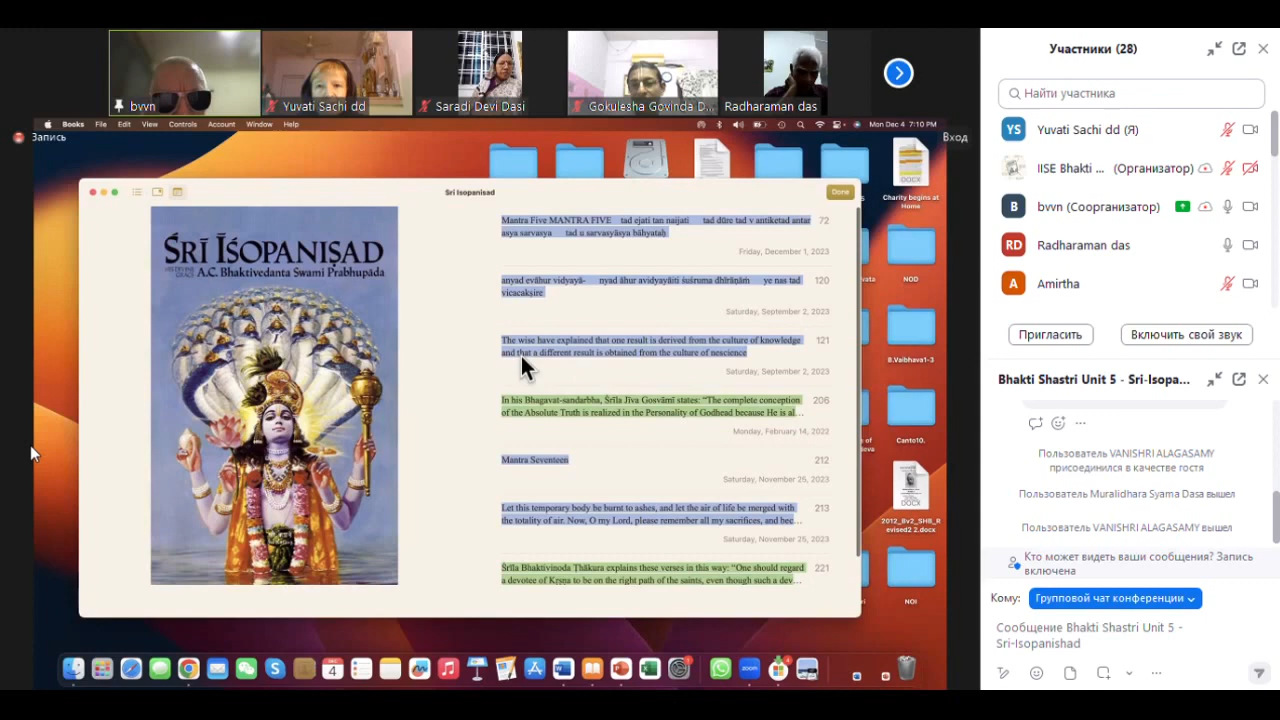 bvvn
Yuvati Sachi dd
Saradi Devi Dasi
Gokulesha Govinda D...
Radharaman das
Запись
Вход
Books File Edit View Controls Account Window Help
Mon Dec 4 7:10 PM
Sri Isopanisad
Done
ŚRĪ ĪŚOPANIṢAD
A.C. Bhaktivedanta Swami Prabhupāda
Mantra Five MANTRA FIVE tad ejati tan naijati tad dūre tad v antiketad antar 72
asya sarvasya tad u sarvasyāsya bāhyataḥ
Friday, December 1, 2023
anyad evāhur vidyayā- nyad āhur avidyayāiti śuśruma dhīrāṇāṁ ye nas tad 120
vicacakṣire
Saturday, September 2, 2023
The wise have explained that one result is derived from the culture of knowledge 121
and that a different result is obtained from the culture of nescience
Saturday, September 2, 2023
In his Bhagavat-sandarbha, Śrīla Jīva Gosvāmī states: “The complete conception 206
of the Absolute Truth is realized in the Personality of Godhead because He is al...
Monday, February 14, 2022
Mantra Seventeen 212
Saturday, November 25, 2023
Let this temporary body be burnt to ashes, and let the air of life be merged with 213
the totality of air. Now, O my Lord, please remember all my sacrifices, and bec...
Saturday, November 25, 2023
Śrīla Bhaktivinoda Ṭhākura explains these verses in this way: “One should regard 221
a devotee of Kṛṣṇa to be on the right path of the saints, even though such a dev...
Charity begins at
Home
NOD
B.Vaibhava1-3
Canto10.
2012_Bv2_SHB_R
evised2 2.docx
NOI
Участники (28)
Найти участника
YS Yuvati Sachi dd (Я)
IISE Bhakti ... (Организатор)
B bvvn (Соорганизатор)
RD Radharaman das
A Amirtha
Пригласить
Включить свой звук
Bhakti Shastri Unit 5 - Sri-Isopa...
Пользователь VANISHRI ALAGASAMY
присоединился в качестве гостя
Пользователь Muralidhara Syama Dasa вышел
Пользователь VANISHRI ALAGASAMY вышел
Кто может видеть ваши сообщения? Запись
включена
Кому: Групповой чат конференции
Сообщение Bhakti Shastri Unit 5 -
Sri-Isopanishad